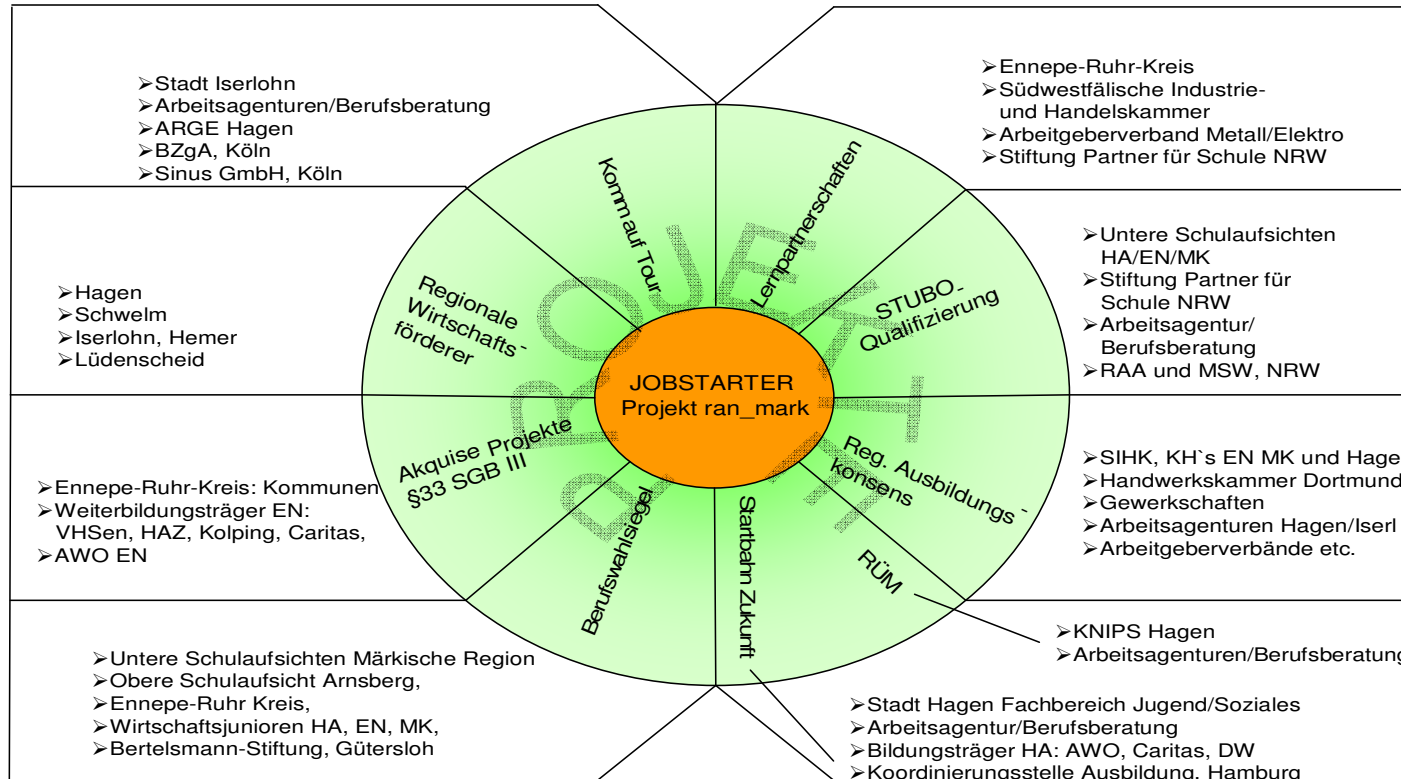 ➢Stadt Iserlohn
➢Arbeitsagenturen/Berufsberatung
➢ARGE Hagen
➢BZgA, Köln
➢Sinus GmbH, Köln
➢Ennepe-Ruhr-Kreis
➢Südwestfälische Industrie-
und Handelskammer
➢Arbeitgeberverband Metall/Elektro
➢Stiftung Partner für Schule NRW
Komm auf Tour
Lernpartnerschaften
➢Hagen
➢Schwelm
➢Iserlohn, Hemer
➢Lüdenscheid
Regionale
Wirtschafts-
förderer
STUBO-
Qualifizierung
➢Untere Schulaufsichten
HA/EN/MK
➢Stiftung Partner für
Schule NRW
➢Arbeitsagentur/
Berufsberatung
➢RAA und MSW, NRW
PROJEKTE
JOBSTARTER
Projekt ran_mark
➢Ennepe-Ruhr-Kreis: Kommunen
➢Weiterbildungsträger EN:
VHSen, HAZ, Kolping, Caritas,
➢AWO EN
Akquise Projekte
§33 SGB III
Reg. Ausbildungs -
konsens
➢SIHK, KH`s EN MK und Hage
➢Handwerkskammer Dortmund
➢Gewerkschaften
➢Arbeitsagenturen Hagen/Iserl
➢Arbeitgeberverbände etc.
Berufswahlsiegel
Startbahn Zukunft
RÜM
➢KNIPS Hagen
➢Arbeitsagenturen/Berufsberatung
➢Untere Schulaufsichten Märkische Region
➢Obere Schulaufsicht Arnsberg,
➢Ennepe-Ruhr Kreis,
➢Wirtschaftsjunioren HA, EN, MK,
➢Bertelsmann-Stiftung, Gütersloh
➢Stadt Hagen Fachbereich Jugend/Soziales
➢Arbeitsagentur/Berufsberatung
➢Bildungsträger HA: AWO, Caritas, DW
➢Koordinierungsstelle Ausbildung, Hamburg